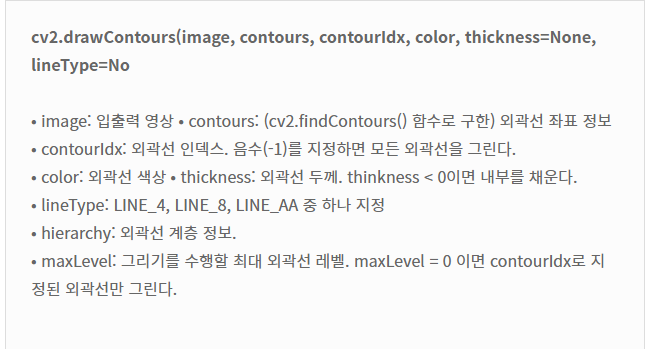 cv2.drawContours(image, contours, contourIdx, color, thickness=None,
lineType=No
• image: 입출력 영상 • contours: (cv2.findContours() 함수로 구한) 외곽선 좌표 정보
• contourIdx: 외곽선 인덱스. 음수(-1)를 지정하면 모든 외곽선을 그린다.
• color: 외곽선 색상 • thickness: 외곽선 두께. thinkness < 0이면 내부를 채운다.
• lineType: LINE_4, LINE_8, LINE_AA 중 하나 지정
• hierarchy: 외곽선 계층 정보.
• maxLevel: 그리기를 수행할 최대 외곽선 레벨. maxLevel = 0 이면 contourIdx로 지
정된 외곽선만 그린다.